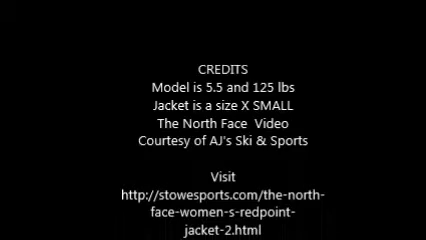 CREDITS
Model is 5.5 and 125 lbs
Jacket is a size X SMALL
The North Face  Video
Courtesy of AJ's Ski & Sports
Visit
http://stowesports.com/the-north-
face-women-s-redpoint-
jacket-2.html